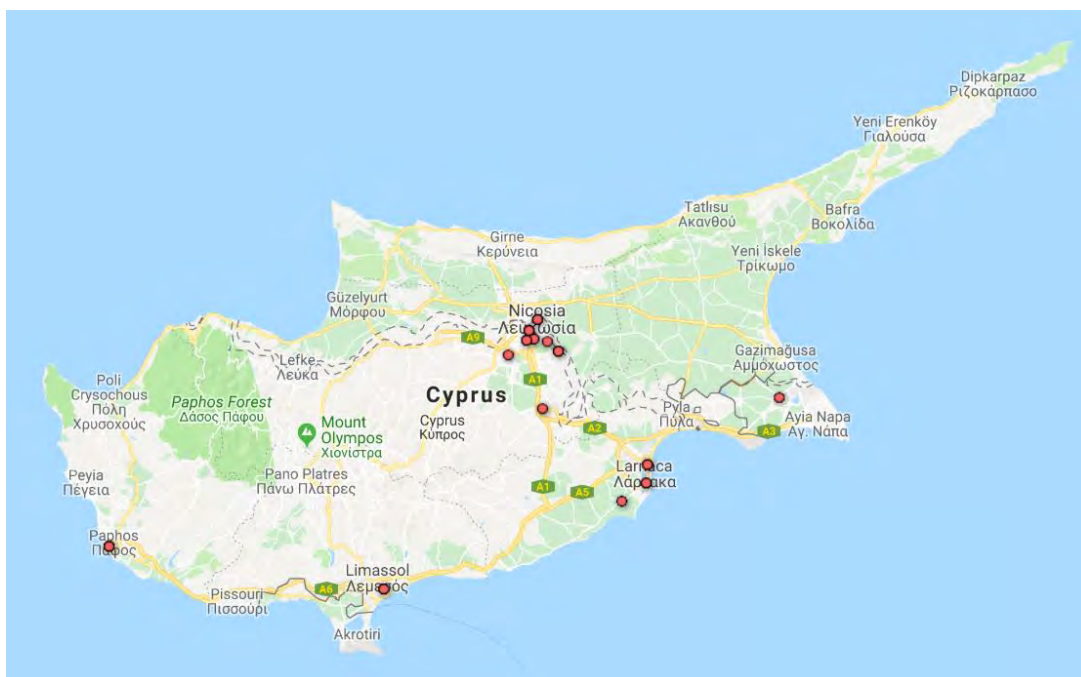 Dipkarpaz
Ριζοκάρπασο
Yeni Erenköy
Γιαλούσα
Tatlısu
Ακανθού
Bafra
Βοκολίδα
Girne
Κερύνεια
Yeni İskele
Τρίκωμο
Güzelyurt
Μόρφου
Nicosia
Λευκωσία
A9
Lefke
Λεύκα
Gazimağusa
Αμμόχωστος
Poli
Crysochous
Πόλη
Χρυσοχούς
Paphos Forest
Δάσος Πάφου
A1
Cyprus
Cyprus
Κύπρος
Pyla
Πύλα
Ayia Napa
Αγ. Νάπα
A3
A2
Mount
Olympos
Χιονίστρα
Peyia
Πέγεια
Pano Platres
Πάνω Πλάτρες
Larnaca
Λάρνακα
A1
A5
Paphos
Πάφος
Limassol
Λεμεσός
A6
Pissouri
Πισσούρι
Akrotiri